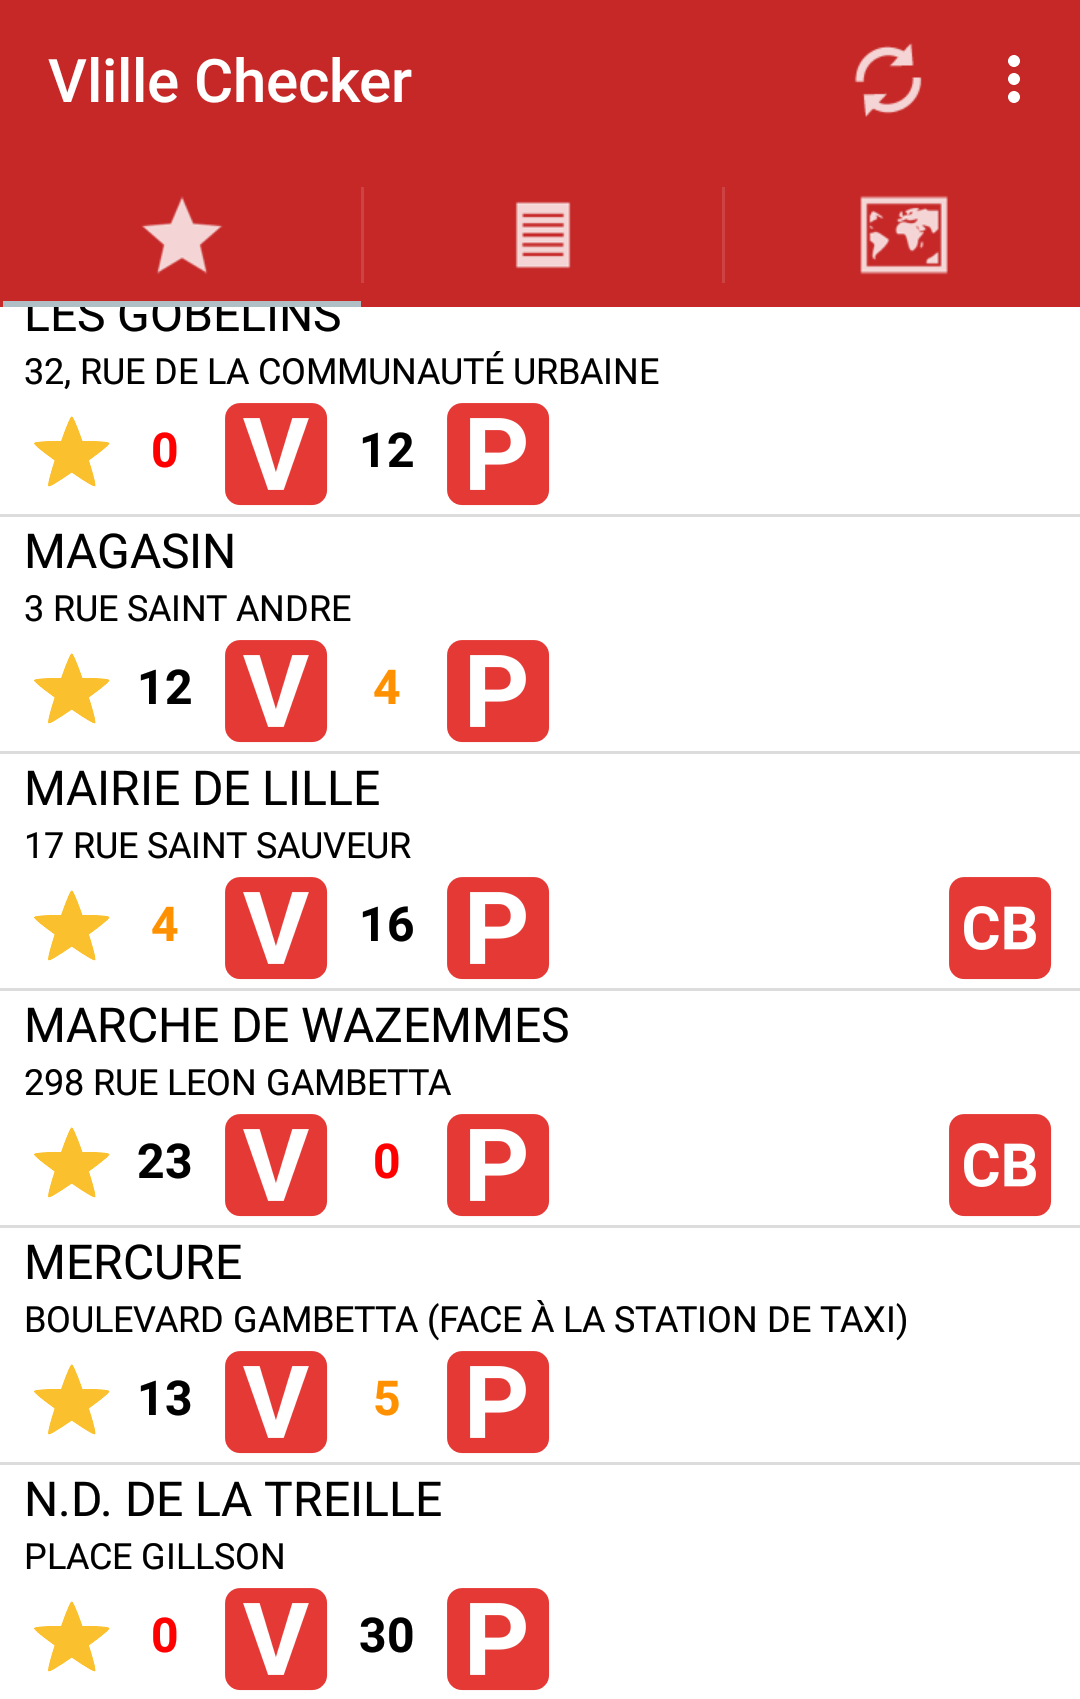 Vlille Checker
LES GOBELINS
32, RUE DE LA COMMUNAUTÉ URBAINE
0 V 12 P
MAGASIN
3 RUE SAINT ANDRE
12 V 4 P
MAIRIE DE LILLE
17 RUE SAINT SAUVEUR
4 V 16 P CB
MARCHE DE WAZEMMES
298 RUE LEON GAMBETTA
23 V 0 P CB
MERCURE
BOULEVARD GAMBETTA (FACE À LA STATION DE TAXI)
13 V 5 P
N.D. DE LA TREILLE
PLACE GILLSON
0 V 30 P